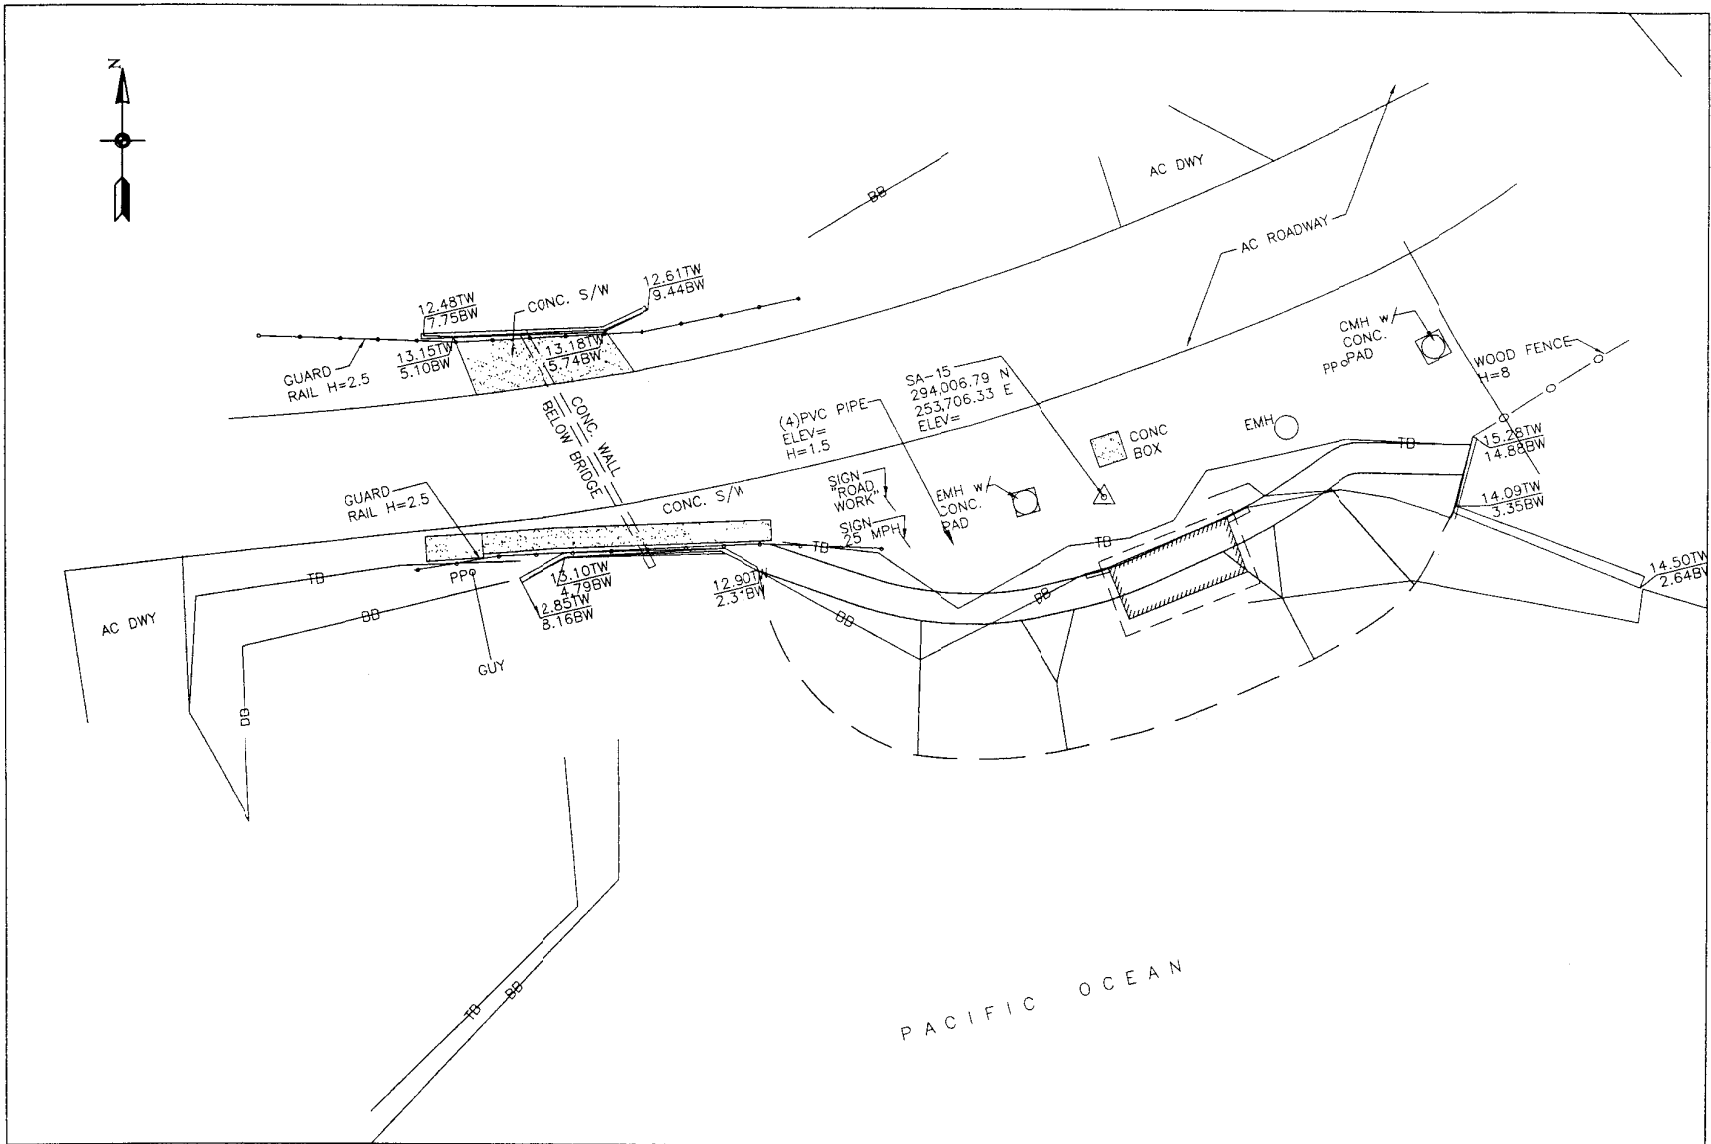 N
BB
AC DWY
AC ROADWAY
12.61TW
9.44BW
CONC. S/W
12.48TW
7.75BW
13.15TW
5.10BW
13.18TW
5.74BW
GUARD
RAIL H=2.5
CONC. WALL
BELOW BRIDGE
SA-15
294,006.79 N
253,706.33 E
ELEV=
(4)PVC PIPE
ELEV=
H=1.5
CMH w/
CONC.
PAD
PP
WOOD FENCE
H=8
EMH
CONC
BOX
TB
15.28TW
14.88BW
14.09TW
3.35BW
14.50TW
2.64BW
SIGN
"ROAD
WORK"
SIGN
25 MPH
EMH w/
CONC.
PAD
TB
TB
BB
CONC. S/W
GUARD
RAIL H=2.5
PP
13.10TW
4.79BW
12.85TW
8.16BW
12.90TW
BB
TB
BB
AC DWY
GUY
BB
TB
BB
PACIFIC OCEAN